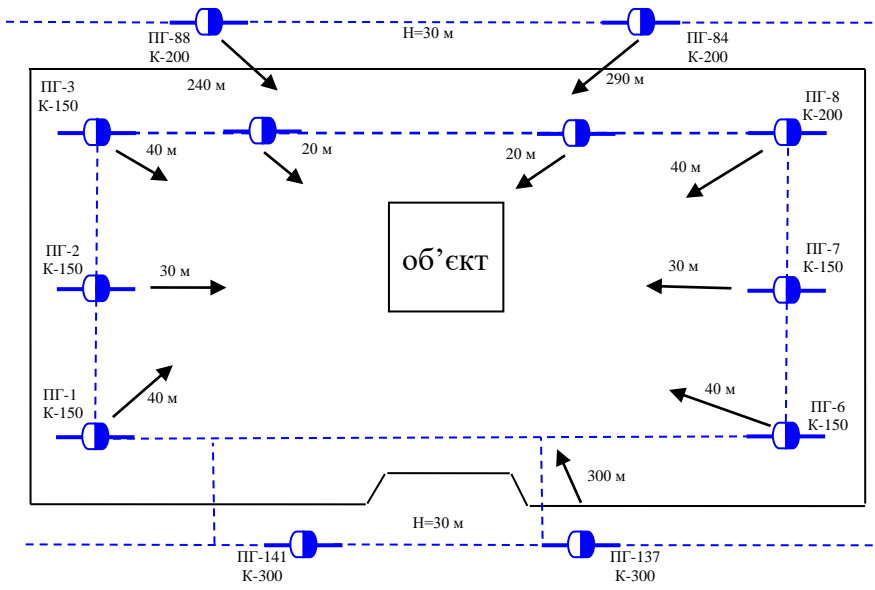 ПГ-88
К-200
Н=30 м
ПГ-84
К-200
240 м
290 м
ПГ-3
К-150
ПГ-8
К-200
40 м
20 м
20 м
40 м
ПГ-2
К-150
30 м
об’єкт
30 м
ПГ-7
К-150
ПГ-1
К-150
40 м
40 м
ПГ-6
К-150
300 м
Н=30 м
ПГ-141
К-300
ПГ-137
К-300